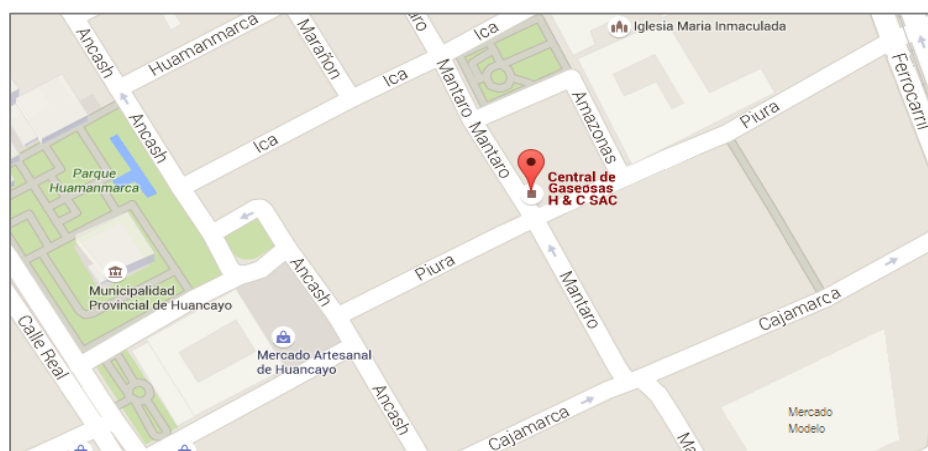 Ancash
Huamanmarca
Marañon
Ica
Ica
Mantaro
Iglesia Maria Inmaculada
Ferrocarril
Ancash
Ica
Mantaro
Amazonas
Piura
Parque
Huamanmarca
Central de
Gaseosas
H & C SAC
Municipalidad
Provincial de Huancayo
Ancash
Piura
Mantaro
Cajamarca
Calle Real
Mercado Artesanal
de Huancayo
Ancash
Cajamarca
Mercado
Modelo